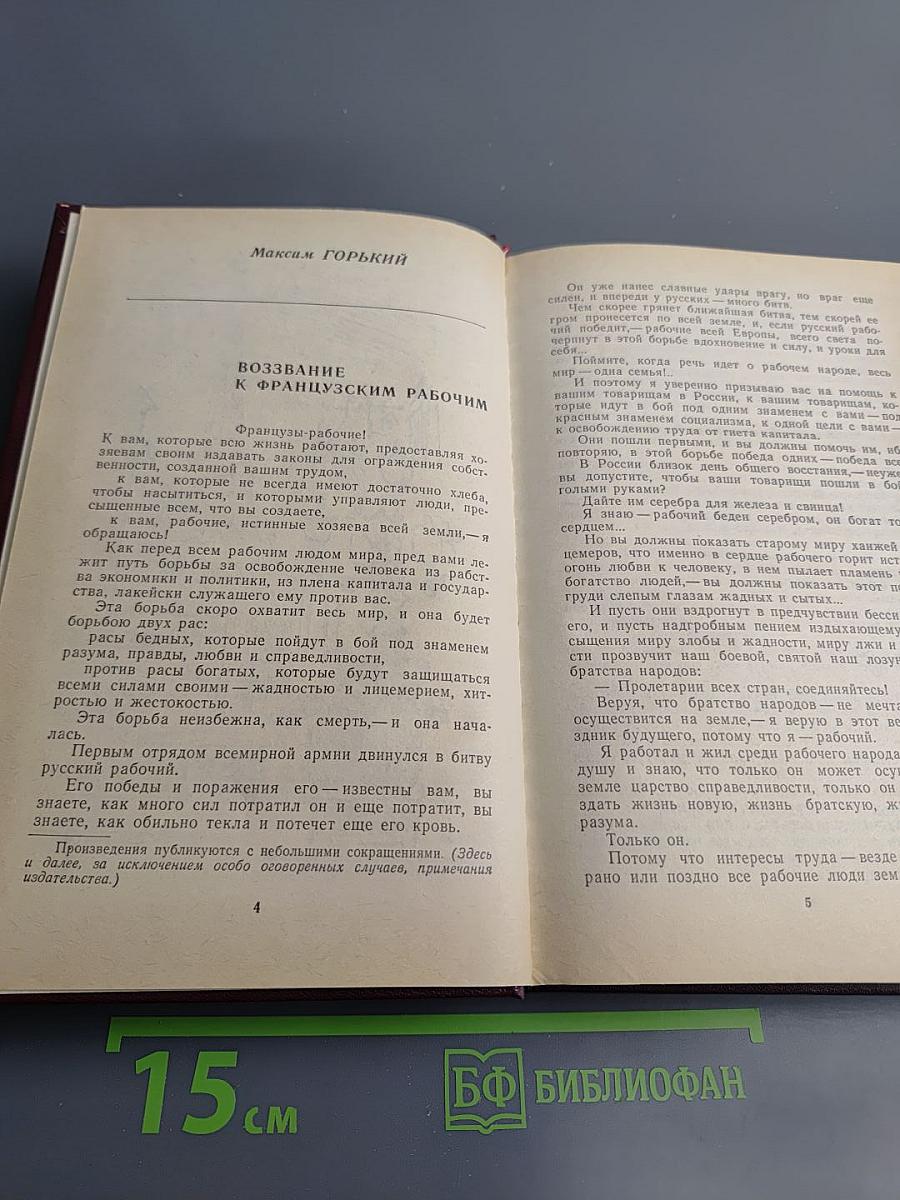 Максим ГОРЬКИЙ
ВОЗЗВАНИЕ
К ФРАНЦУЗСКИМ РАБОЧИМ
Французы-рабочие!
К вам, которые всю жизнь работают, предоставляя хо-
зяевам своим издавать законы для ограждения собст-
венности, созданной вашим трудом,
к вам, которые не всегда имеют достаточно хлеба,
чтобы насытиться, и которыми управляют люди, пре-
сыщенные всем, что вы создаете,
к вам, рабочие, истинные хозяева всей земли,— я
обращаюсь!
Как перед всем рабочим людом мира, пред вами ле-
жит путь борьбы за освобождение человека из рабст-
ва экономики и политики, из плена капитала и государ-
ства, лакейски служащего ему против вас.
Эта борьба скоро охватит весь мир, и она будет
борьбою двух рас:
расы бедных, которые пойдут в бой под знаменем
разума, правды, любви и справедливости,
против расы богатых, которые будут защищаться
всеми силами своими — жадностью и лицемерием, хит-
ростью и жестокостью.
Эта борьба неизбежна, как смерть,— и она нача-
лась.
Первым отрядом всемирной армии двинулся в битву
русский рабочий.
Его победы и поражения его — известны вам, вы
знаете, как много сил потратил он и еще потратит, вы
знаете, как обильно текла и потечет еще его кровь.
Произведения публикуются с небольшими сокращениями. (Здесь
и далее, за исключением особо оговоренных случаев, примечания
издательства.)
4
Он уже нанес славные удары врагу, но враг еще
силен, и впереди у русских — много битв.
Чем скорее грянет ближайшая битва, тем скорей ее
гром пронесется по всей земле, и, если русский рабо-
чий победит,— рабочие всей Европы, всего света по-
черпнут в этой борьбе вдохновение и силу, и уроки для
себя...
Поймите, когда речь идет о рабочем народе, весь
мир — одна семья!..
И поэтому я уверенно призываю вас на помощь к
вашим товарищам в России, к вашим товарищам, ко-
торые идут в бой под одним знаменем с вами — под
красным знаменем социализма, к одной цели с вами —
к освобождению труда от гнета капитала.
Они пошли первыми, и вы должны помочь им, иб
повторяю, в этой борьбе победа одних — победа все
В России близок день общего восстания,— неуже
вы допустите, чтобы ваши товарищи пошли в бой
голыми руками?
Дайте им серебра для железа и свинца!
Я знаю — рабочий беден серебром, он богат то
сердцем...
Но вы должны показать старому миру ханжей
цемеров, что именно в сердце рабочего горит ист
огонь любви к человеку, в нем пылает пламень
богатство людей,— вы должны показать этот по
груди слепым глазам жадных и сытых...
И пусть они вздрогнут в предчувствии бесси
его, и пусть надгробным пением издыхающему
сыщения миру злобы и жадности, миру лжи и
сти прозвучит наш боевой, святой наш лозун
братства народов:
— Пролетарии всех стран, соединяйтесь!
Веруя, что братство народов — не мечта
осуществится на земле,— я верую в этот ве
здник будущего, потому что я — рабочий.
Я работал и жил среди рабочего народа
душу и знаю, что только он может осу
земле царство справедливости, только он
здать жизнь новую, жизнь братскую, ж
разума.
Только он.
Потому что интересы труда — везде
рано или поздно все рабочие люди зем
5
15 см
БФ БИБЛИОФАН